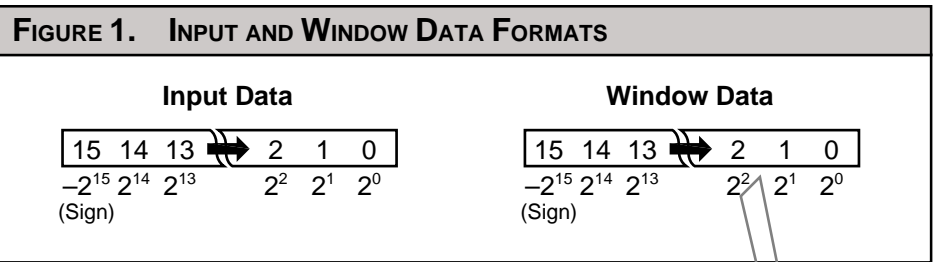 FIGURE 1. INPUT AND WINDOW DATA FORMATS
Input Data
15 14 13 2 1 0
–2¹⁵ 2¹⁴ 2¹³ 2² 2¹ 2⁰
(Sign)
Window Data
15 14 13 2 1 0
–2¹⁵ 2¹⁴ 2¹³ 2² 2¹ 2⁰
(Sign)